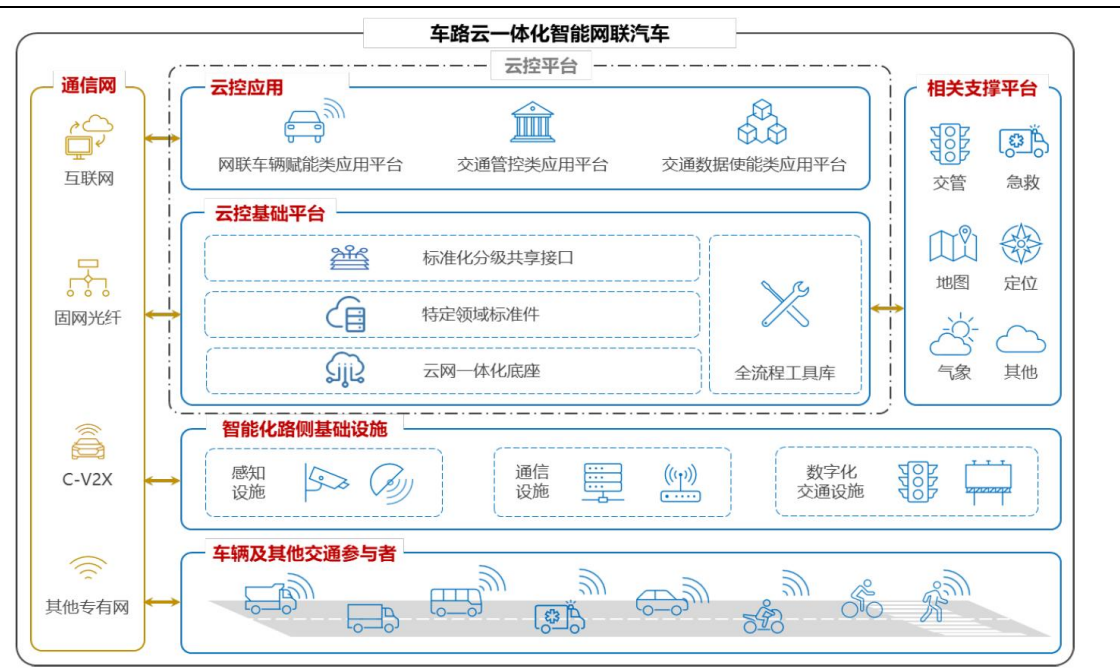 车路云一体化智能网联汽车
云控平台
通信网
互联网
固网光纤
C-V2X
其他专有网
云控应用
网联车辆赋能类应用平台
交通管控类应用平台
交通数据使能类应用平台
云控基础平台
标准化分级共享接口
特定领域标准件
云网一体化底座
全流程工具库
相关支撑平台
交管
急救
地图
定位
气象
其他
智能化路侧基础设施
感知
设施
通信
设施
数字化
交通设施
车辆及其他交通参与者